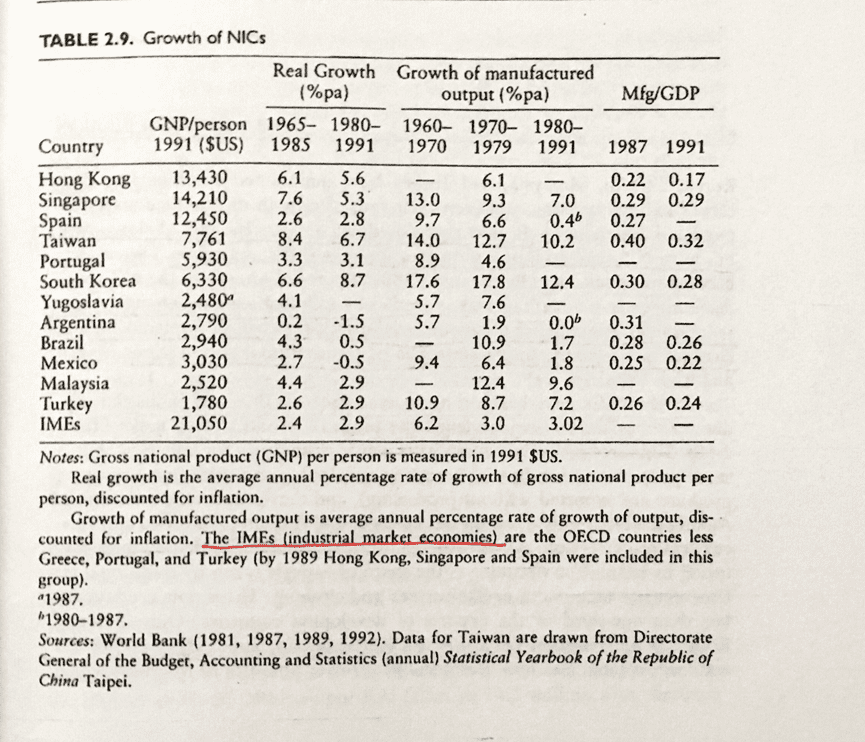 TABLE 2.9. Growth of NICs
Real Growth Growth of manufactured
(%pa) output (%pa) Mfg/GDP
GNP/person 1965– 1980– 1960– 1970– 1980–
Country 1991 ($US) 1985 1991 1970 1979 1991 1987 1991
Hong Kong 13,430 6.1 5.6 — 6.1 — 0.22 0.17
Singapore 14,210 7.6 5.3 13.0 9.3 7.0 0.29 0.29
Spain 12,450 2.6 2.8 9.7 6.6 0.4b 0.27
Taiwan 7,761 8.4 6.7 14.0 12.7 10.2 0.40 0.32
Portugal 5,930 3.3 3.1 8.9 4.6 — — —
South Korea 6,330 6.6 8.7 17.6 17.8 12.4 0.30 0.28
Yugoslavia 2,480a 4.1 — 5.7 7.6 — — —
Argentina 2,790 0.2 -1.5 5.7 1.9 0.0b 0.31 —
Brazil 2,940 4.3 0.5 — 10.9 1.7 0.28 0.26
Mexico 3,030 2.7 -0.5 9.4 6.4 1.8 0.25 0.22
Malaysia 2,520 4.4 2.9 — 12.4 9.6 — —
Turkey 1,780 2.6 2.9 10.9 8.7 7.2 0.26 0.24
IMEs 21,050 2.4 2.9 6.2 3.0 3.02 — —
Notes: Gross national product (GNP) per person is measured in 1991 $US.
Real growth is the average annual percentage rate of growth of gross national product per
person, discounted for inflation.
Growth of manufactured output is average annual percentage rate of growth of output, dis-
counted for inflation. The IMEs (industrial market economies) are the OECD countries less
Greece, Portugal, and Turkey (by 1989 Hong Kong, Singapore and Spain were included in this
group).
a1987.
b1980–1987.
Sources: World Bank (1981, 1987, 1989, 1992). Data for Taiwan are drawn from Directorate
General of the Budget, Accounting and Statistics (annual) Statistical Yearbook of the Republic of
China Taipei.